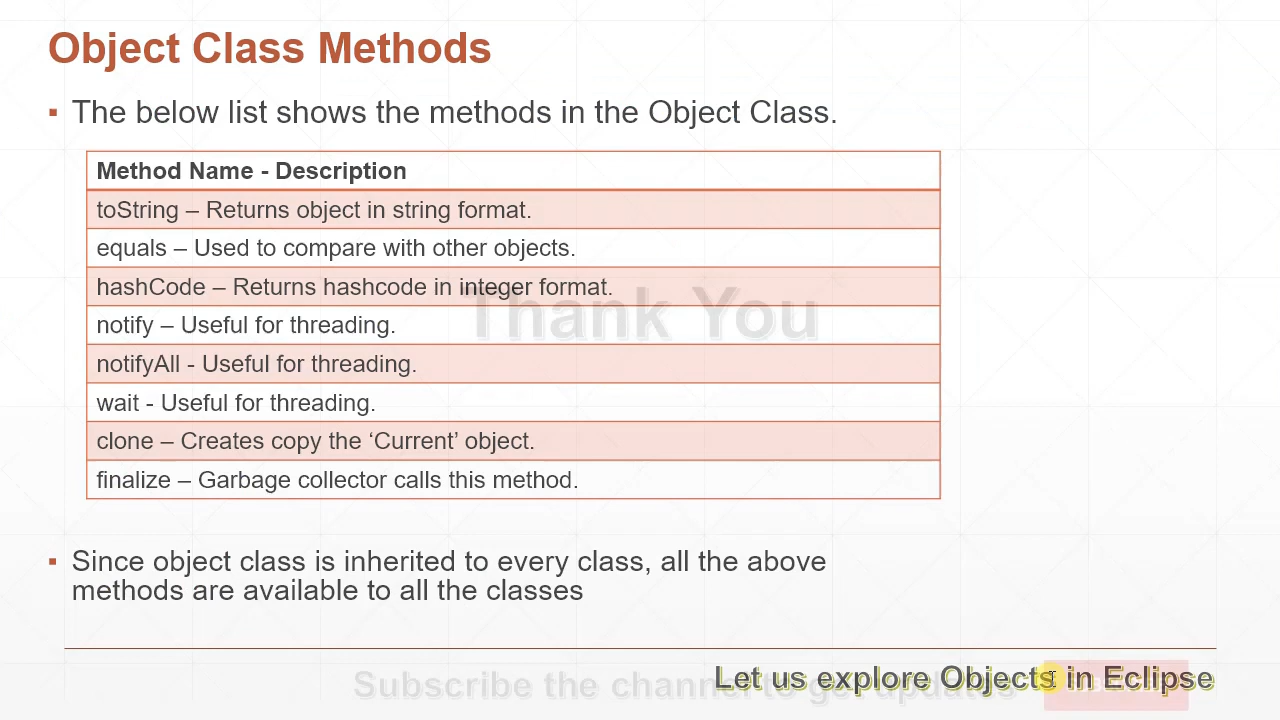 Object Class Methods
▪ The below list shows the methods in the Object Class.
Method Name - Description
toString – Returns object in string format.
equals – Used to compare with other objects.
hashCode – Returns hashcode in integer format.
notify – Useful for threading.
Thank You
notifyAll - Useful for threading.
wait - Useful for threading.
clone – Creates copy the ‘Current’ object.
finalize – Garbage collector calls this method.
▪ Since object class is inherited to every class, all the above
methods are available to all the classes
Let us explore Objects in Eclipse
Subscribe the channel to get updates